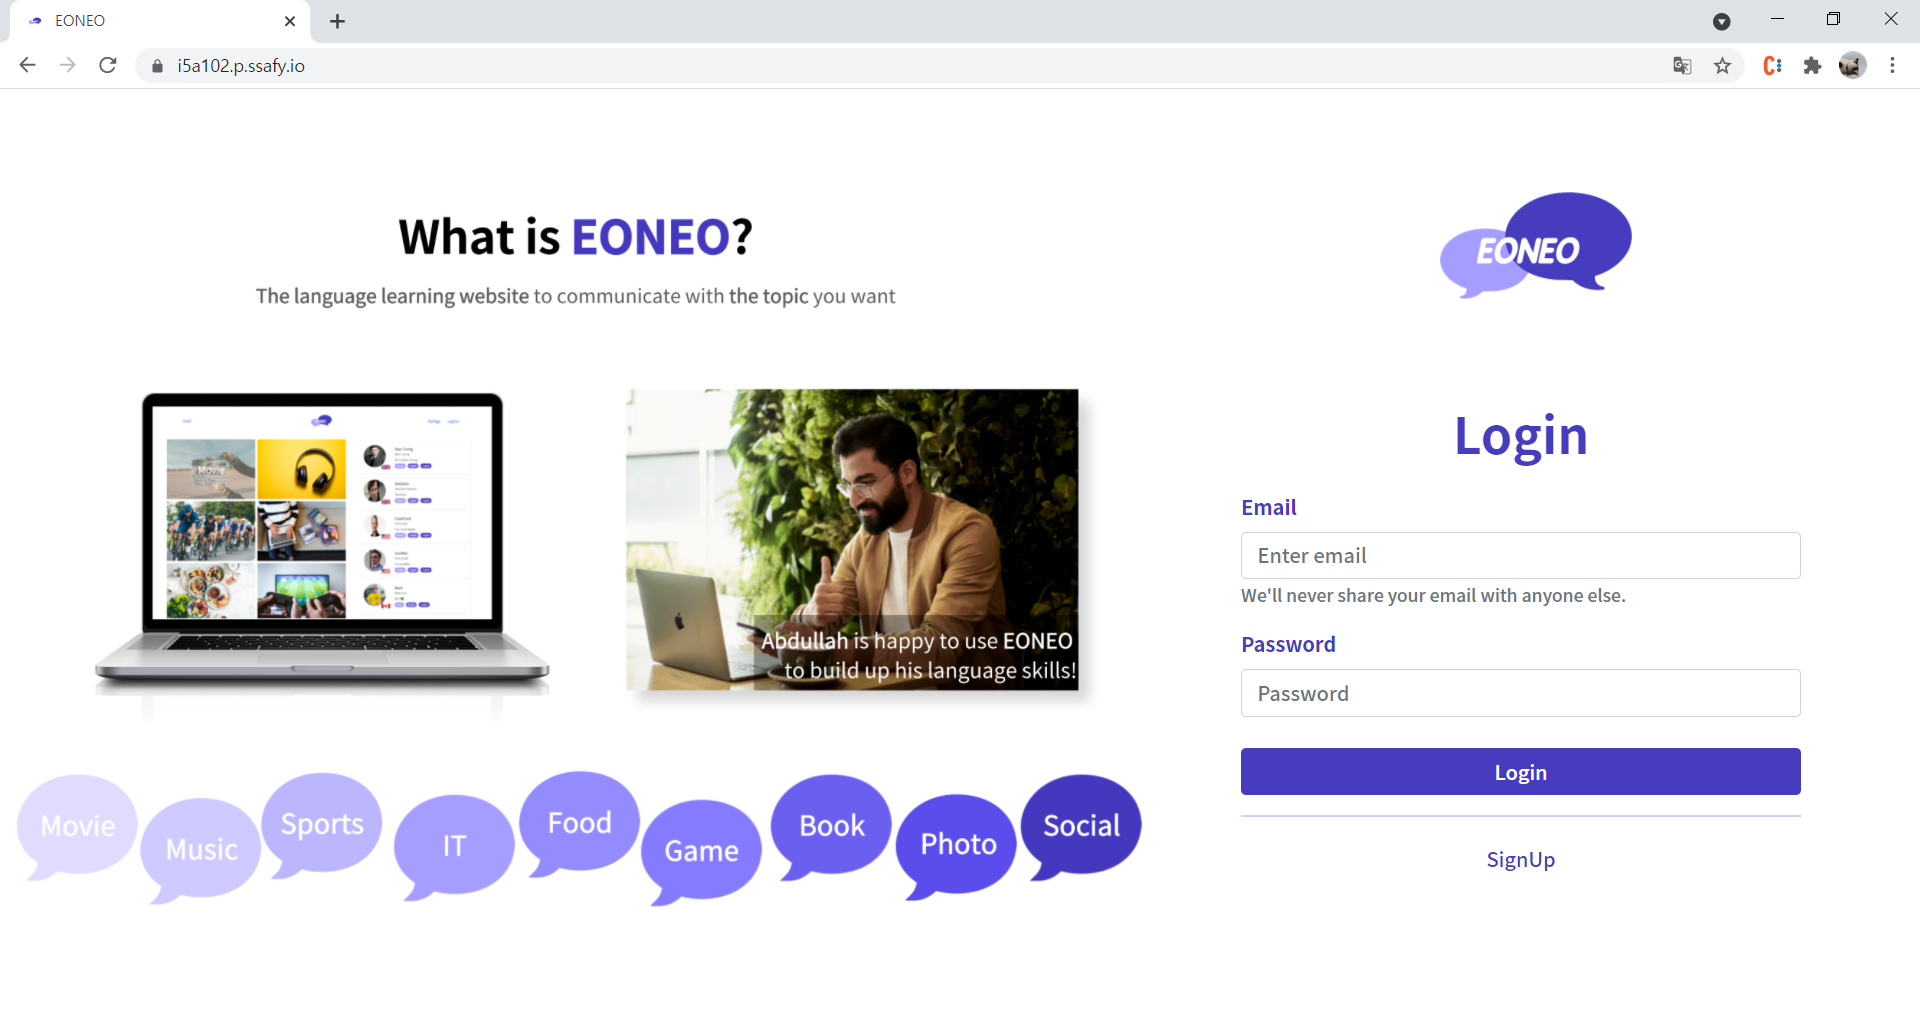 EONEO
i5a102.p.ssafy.io
What is EONEO?
The language learning website to communicate with the topic you want
Movie
Abdullah is happy to use EONEO
to build up his language skills!
Movie
Music
Sports
IT
Food
Game
Book
Photo
Social
EONEO
Login
Email
Enter email
We'll never share your email with anyone else.
Password
Password
Login
SignUp